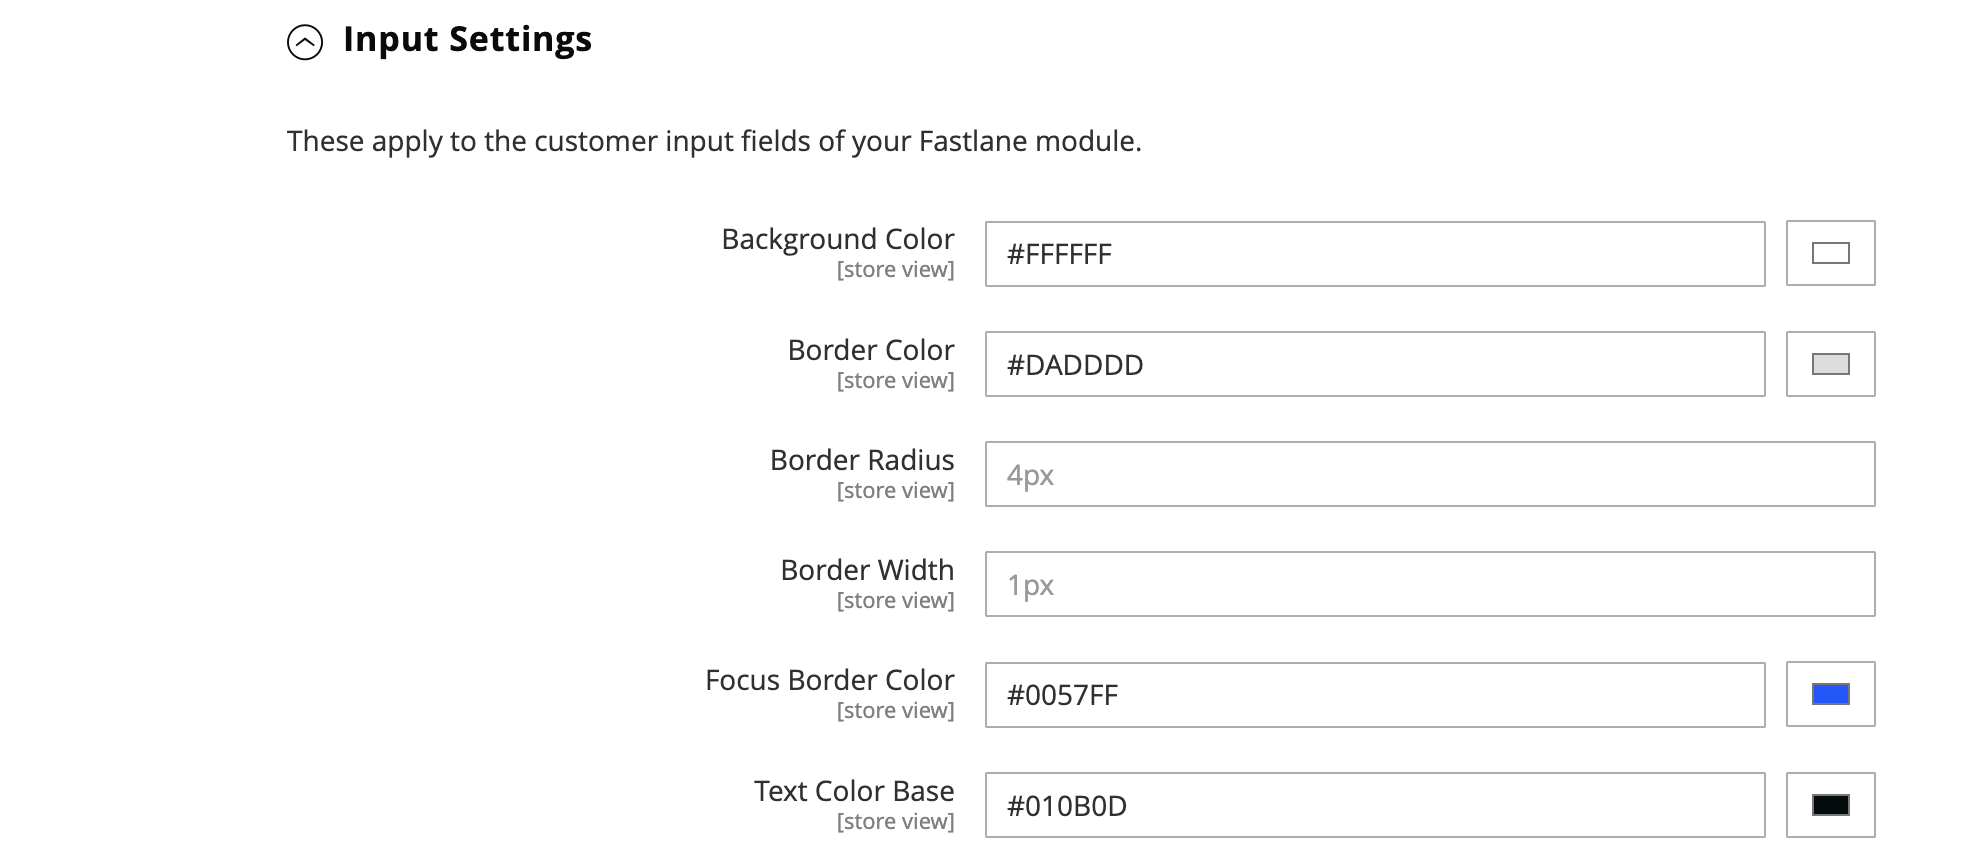 Input Settings
These apply to the customer input fields of your Fastlane module.
Background Color
[store view]
#FFFFFF
Border Color
[store view]
#DADDDD
Border Radius
[store view]
4px
Border Width
[store view]
1px
Focus Border Color
[store view]
#0057FF
Text Color Base
[store view]
#010B0D